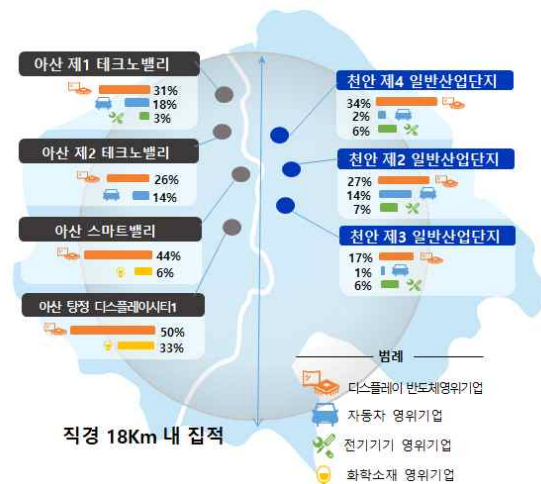 아산 제1 테크노밸리
31%
18%
3%
아산 제2 테크노밸리
26%
14%
아산 스마트밸리
44%
6%
아산 탕정 디스플레이시티1
50%
33%
천안 제4 일반산업단지
34%
2%
6%
천안 제2 일반산업단지
27%
14%
7%
천안 제3 일반산업단지
17%
1%
6%
직경 18Km 내 집적
범례
디스플레이 반도체영위기업
자동차 영위기업
전기기기 영위기업
화학소재 영위기업